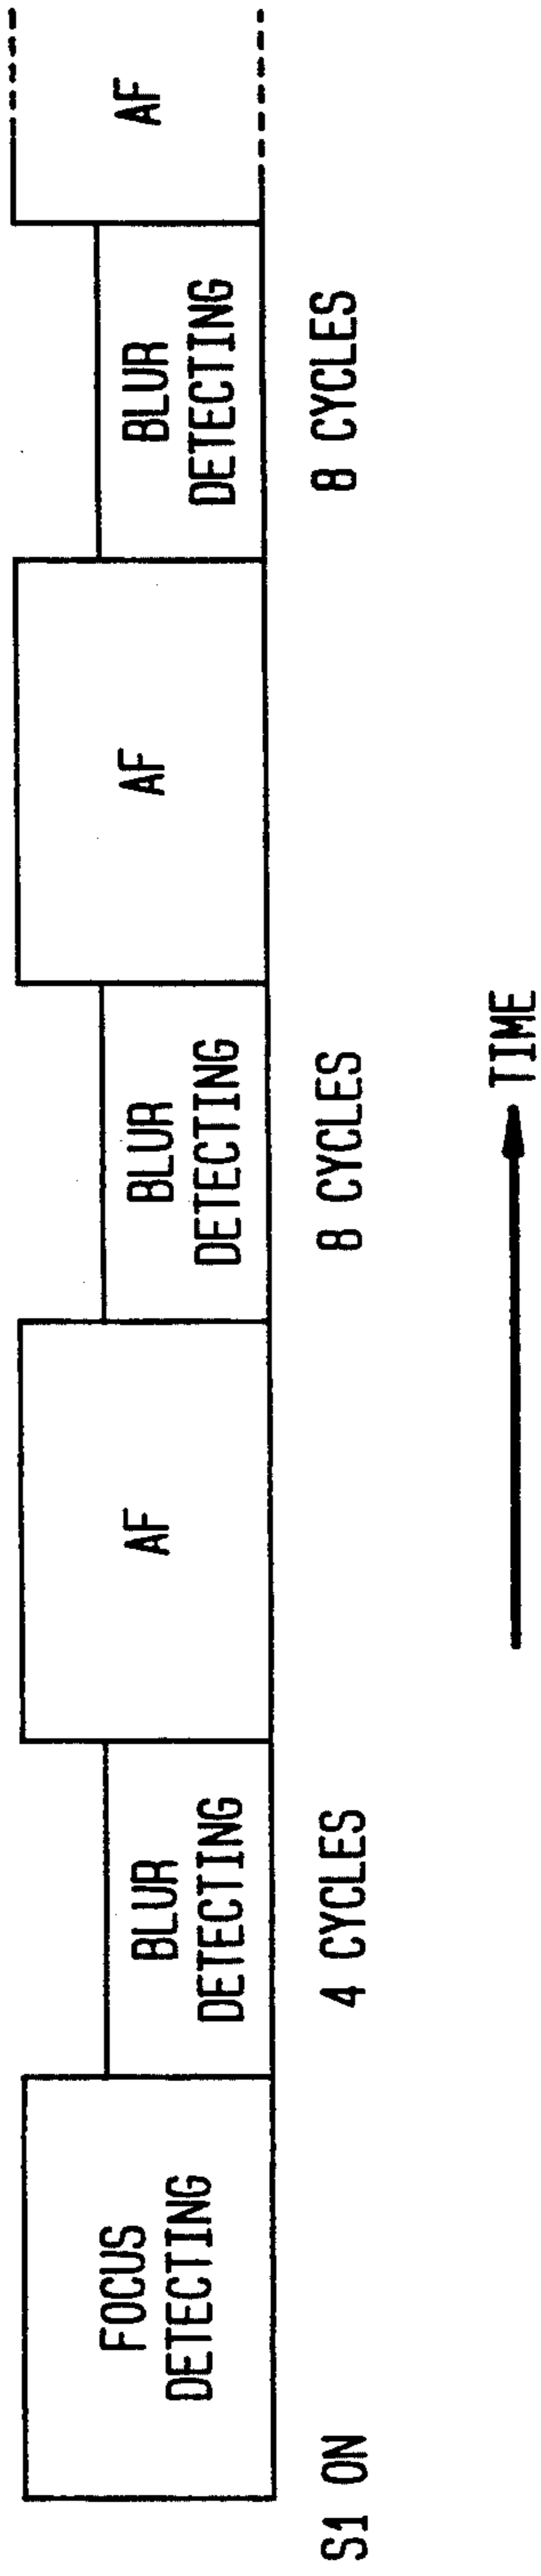 FOCUS
DETECTING
BLUR
DETECTING
AF
BLUR
DETECTING
AF
BLUR
DETECTING
AF
S1 ON
4 CYCLES
8 CYCLES
8 CYCLES
TIME